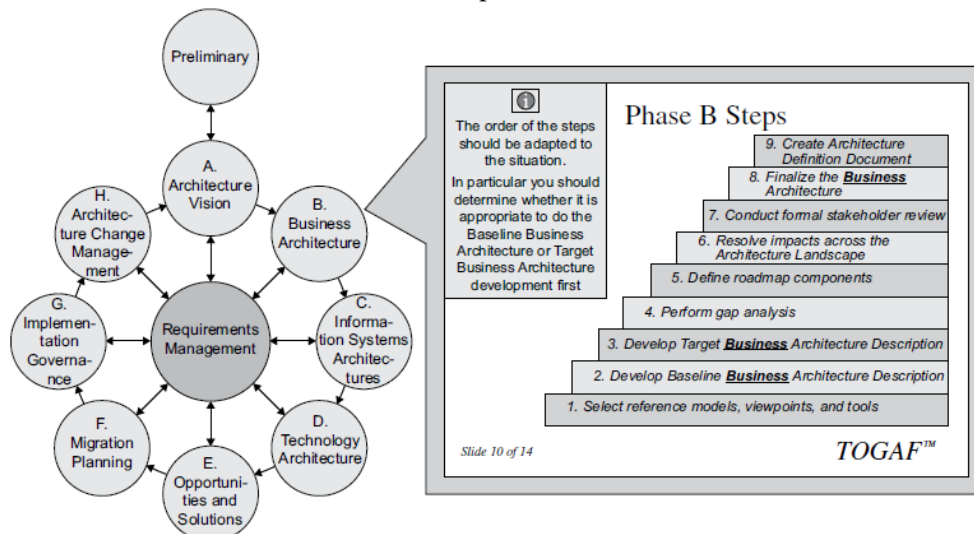 Preliminary
A.
Architecture
Vision
B.
Business
Architecture
C.
Informa-
tion Systems
Architec-
tures
D.
Technology
Architecture
E.
Opportuni-
ties and
Solutions
F.
Migration
Planning
G.
Implemen-
tation
Governa-
nce
H.
Architec-
ture Change
Manage-
ment
Requirements
Management
i
The order of the steps
should be adapted to
the situation.
In particular you should
determine whether it is
appropriate to do the
Baseline Business
Architecture or Target
Business Architecture
development first
Phase B Steps
9. Create Architecture
Definition Document
8. Finalize the Business
Architecture
7. Conduct formal stakeholder review
6. Resolve impacts across the
Architecture Landscape
5. Define roadmap components
4. Perform gap analysis
3. Develop Target Business Architecture Description
2. Develop Baseline Business Architecture Description
1. Select reference models, viewpoints, and tools
Slide 10 of 14
TOGAF™